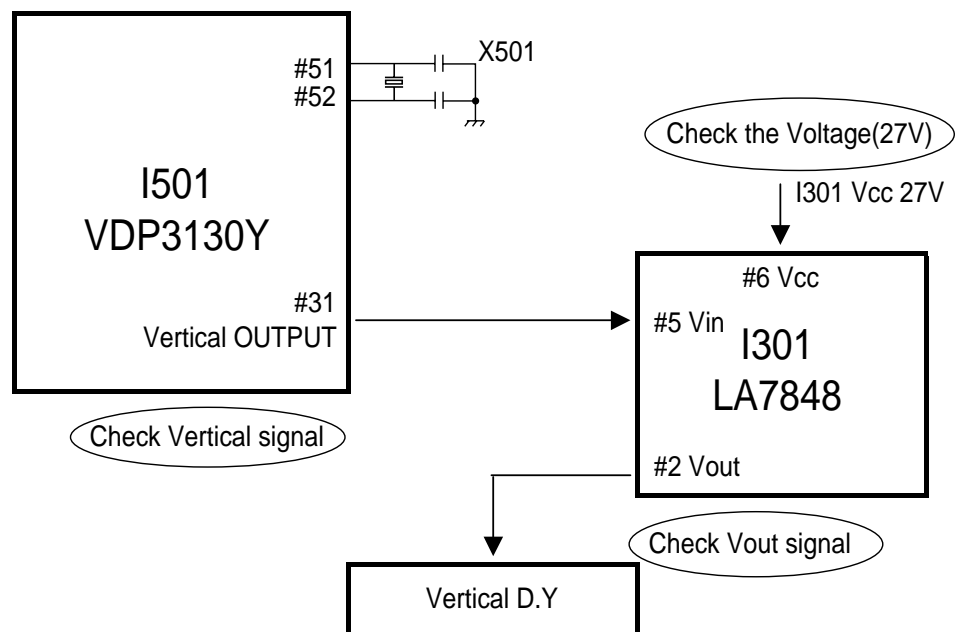 #51
#52
X501
I501
VDP3130Y
#31
Vertical OUTPUT
Check Vertical signal
Check the Voltage(27V)
I301 Vcc 27V
#6 Vcc
#5 Vin
I301
LA7848
#2 Vout
Check Vout signal
Vertical D.Y